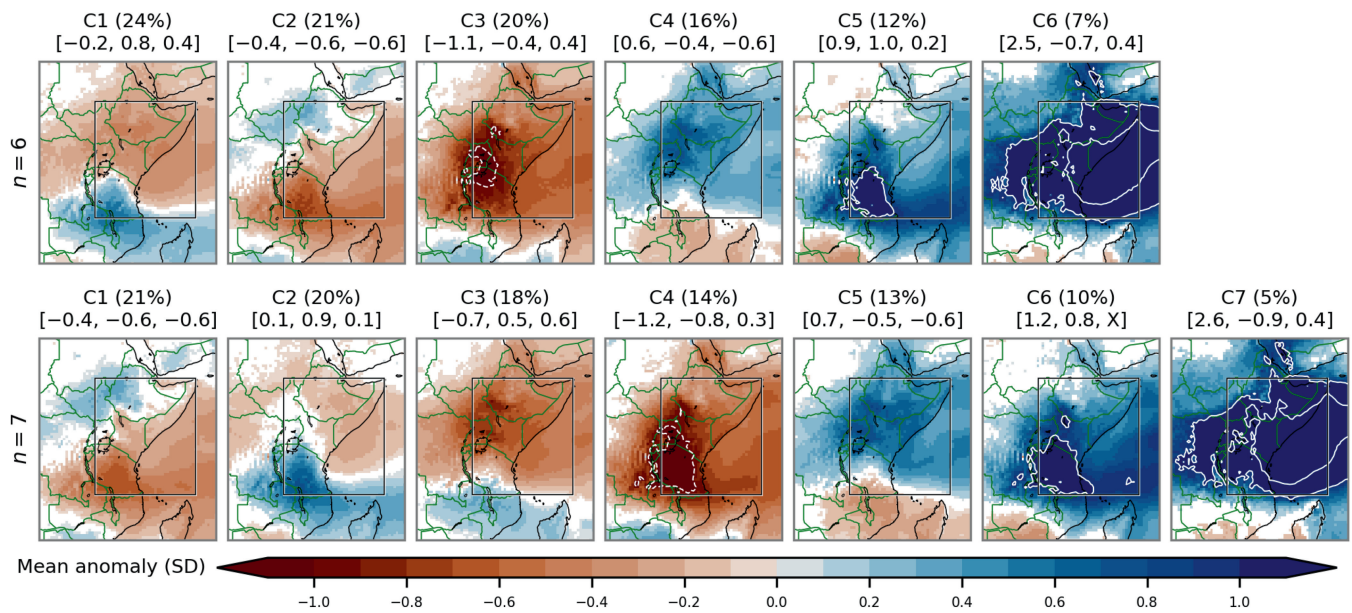 C1 (24%) C2 (21%) C3 (20%) C4 (16%) C5 (12%) C6 (7%)
[−0.2, 0.8, 0.4] [−0.4, −0.6, −0.6] [−1.1, −0.4, 0.4] [0.6, −0.4, −0.6] [0.9, 1.0, 0.2] [2.5, −0.7, 0.4]
n = 6
C1 (21%) C2 (20%) C3 (18%) C4 (14%) C5 (13%) C6 (10%) C7 (5%)
[−0.4, −0.6, −0.6] [0.1, 0.9, 0.1] [−0.7, 0.5, 0.6] [−1.2, −0.8, 0.3] [0.7, −0.5, −0.6] [1.2, 0.8, X] [2.6, −0.9, 0.4]
n = 7
Mean anomaly (SD)
−1.0 −0.8 −0.6 −0.4 −0.2 0.0 0.2 0.4 0.6 0.8 1.0